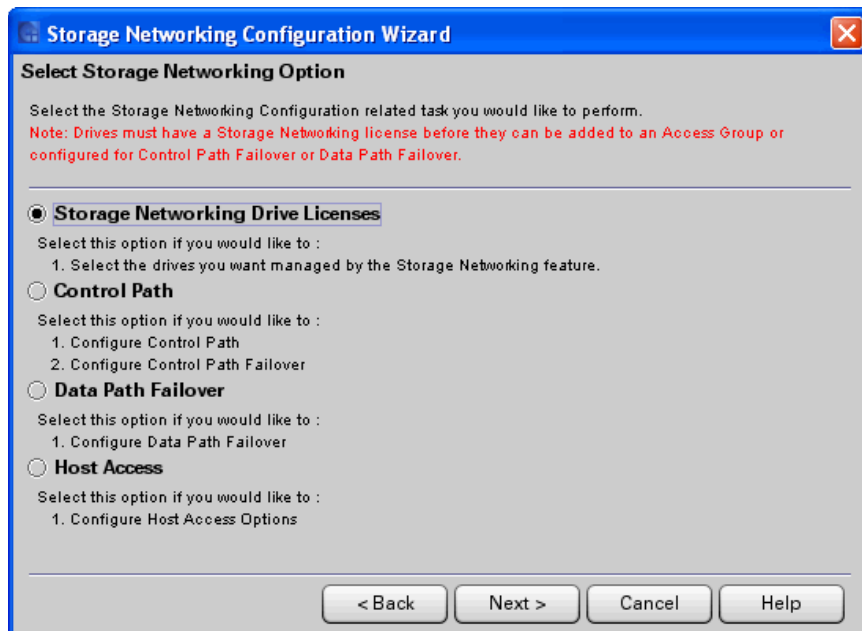 Storage Networking Configuration Wizard
Select Storage Networking Option
Select the Storage Networking Configuration related task you would like to perform.
Note: Drives must have a Storage Networking license before they can be added to an Access Group or
configured for Control Path Failover or Data Path Failover.
Storage Networking Drive Licenses
Select this option if you would like to :
1. Select the drives you want managed by the Storage Networking feature.
Control Path
Select this option if you would like to :
1. Configure Control Path
2. Configure Control Path Failover
Data Path Failover
Select this option if you would like to :
1. Configure Data Path Failover
Host Access
Select this option if you would like to :
1. Configure Host Access Options
< Back Next > Cancel Help